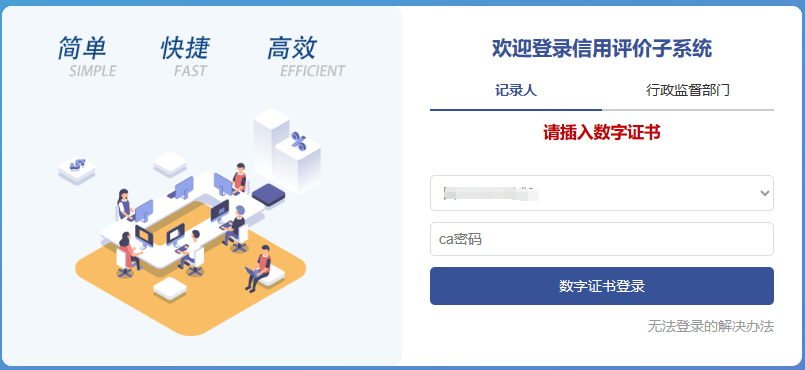 简单 快捷 高效
SIMPLE FAST EFFICIENT
欢迎登录信用评价子系统
记录人 行政监督部门
请插入数字证书
ca密码
数字证书登录
无法登录的解决办法